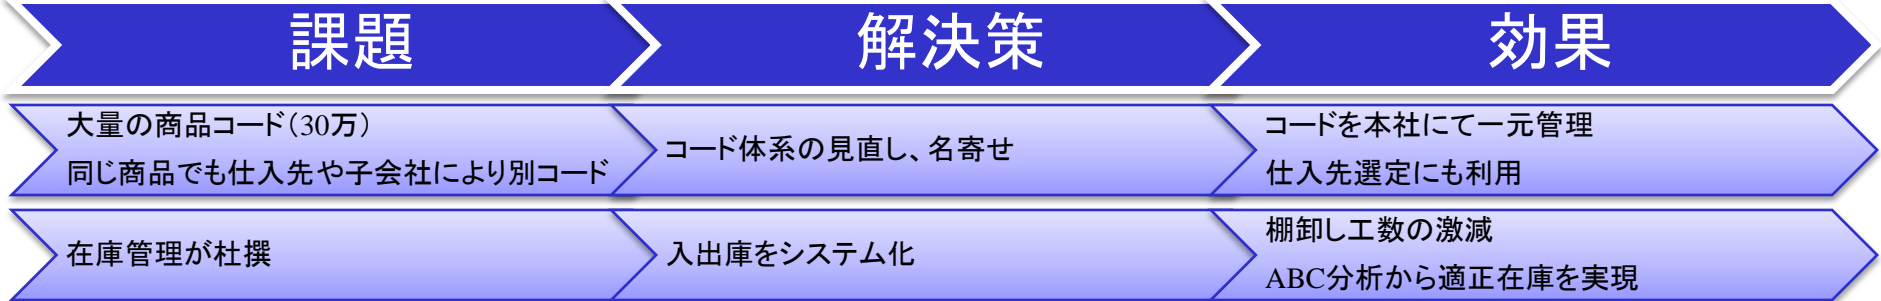 課題
解決策
効果
大量の商品コード（30万）
同じ商品でも仕入先や子会社により別コード
コード体系の見直し、名寄せ
コードを本社にて一元管理
仕入先選定にも利用
在庫管理が杜撰
入出庫をシステム化
棚卸し工数の激減
ABC分析から適正在庫を実現